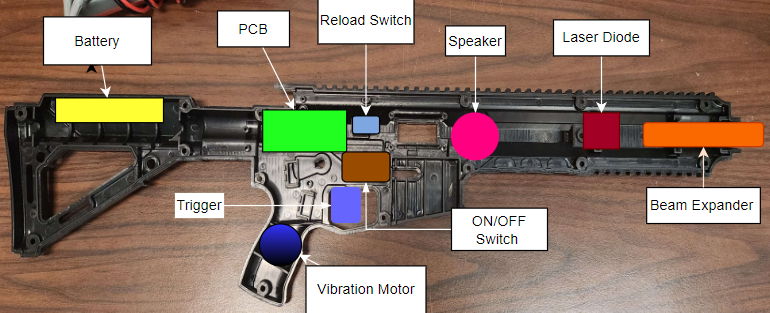 Battery
PCB
Reload Switch
Speaker
Laser Diode
Trigger
ON/OFF
Switch
Beam Expander
Vibration Motor